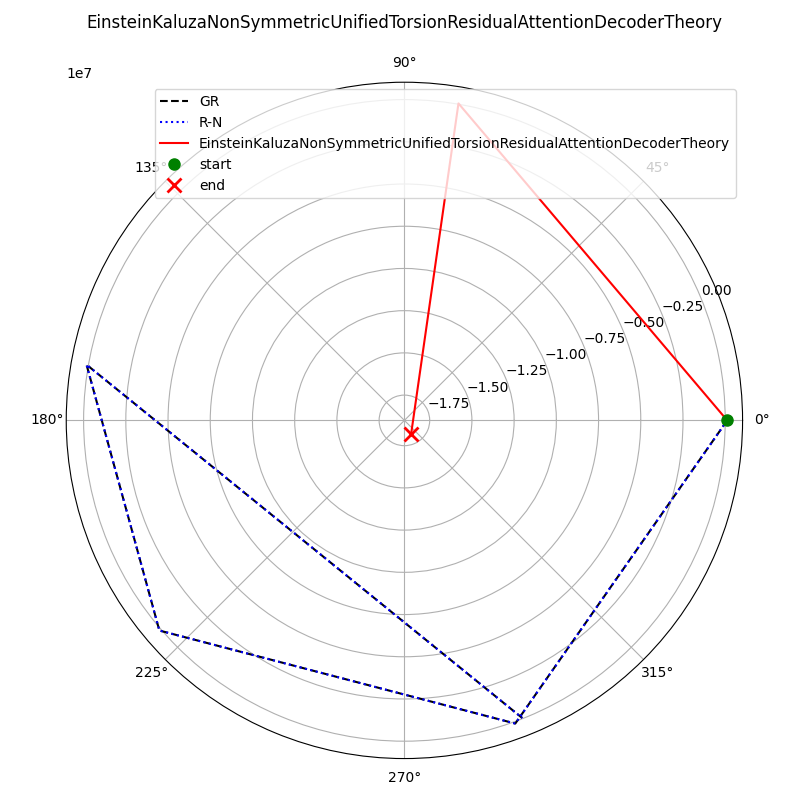 EinsteinKaluzaNonSymmetricUnifiedTorsionResidualAttentionDecoderTheory
1e7
90°
GR
R-N
EinsteinKaluzaNonSymmetricUnifiedTorsionResidualAttentionDecoderTheory
start
end
135°
45°
0.00
−0.25
−0.50
−0.75
−1.00
−1.25
−1.50
−1.75
180°
0°
225°
315°
270°